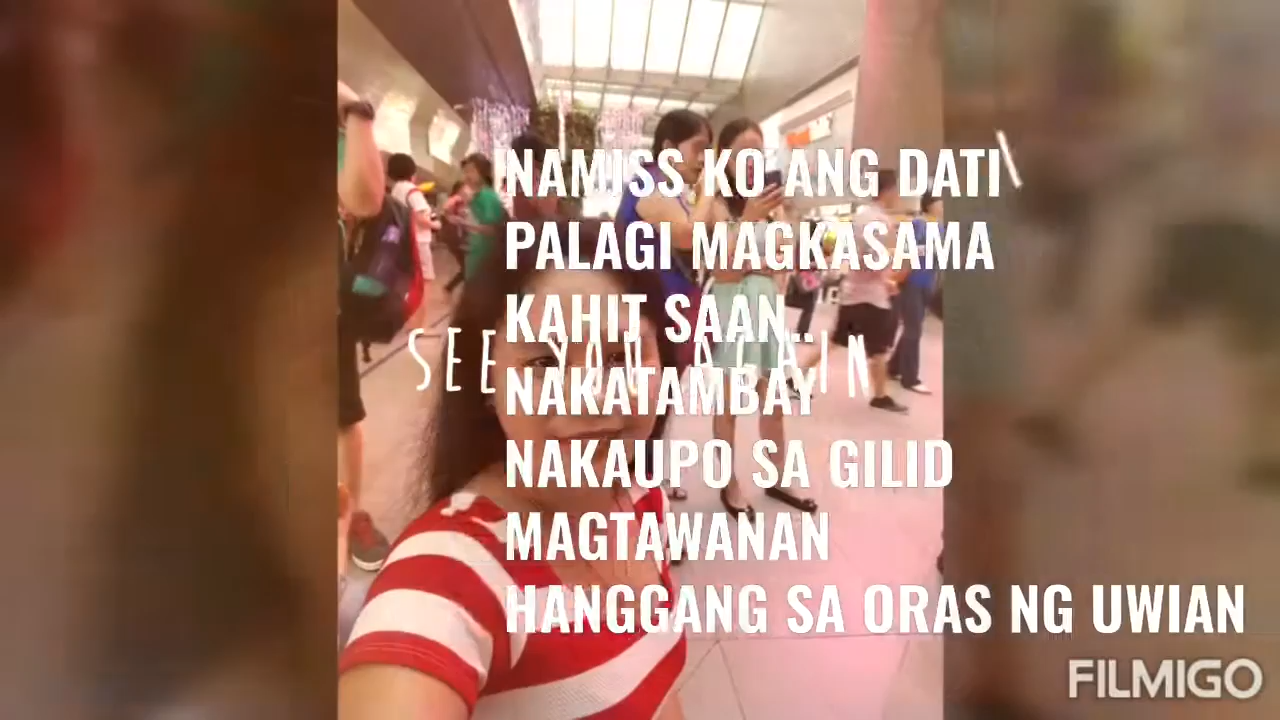 NAMISS KO ANG DATI
PALAGI MAGKASAMA
KAHIT SAAN..
SEE YOU AGAIN
NAKATAMBAY
NAKAUPO SA GILID
MAGTAWANAN
HANGGANG SA ORAS NG UWIAN
FILMIGO